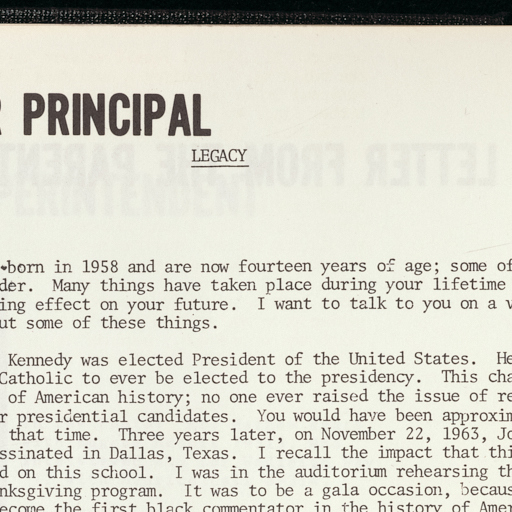 PRINCIPAL
LEGACY
born in 1958 and are now fourteen years of age; some of
der. Many things have taken place during your lifetime
ing effect on your future. I want to talk to you on a v
ut some of these things.
Kennedy was elected President of the United States. He
Catholic to ever be elected to the presidency. This cha
of American history; no one ever raised the issue of re
r presidential candidates. You would have been approxim
that time. Three years later, on November 22, 1963, Jo
ssinated in Dallas, Texas. I recall the impact that thi
d on this school. I was in the auditorium rehearsing th
nksgiving program. It was to be a gala occasion, becaus
ecome the first black commentator in the history of Amer